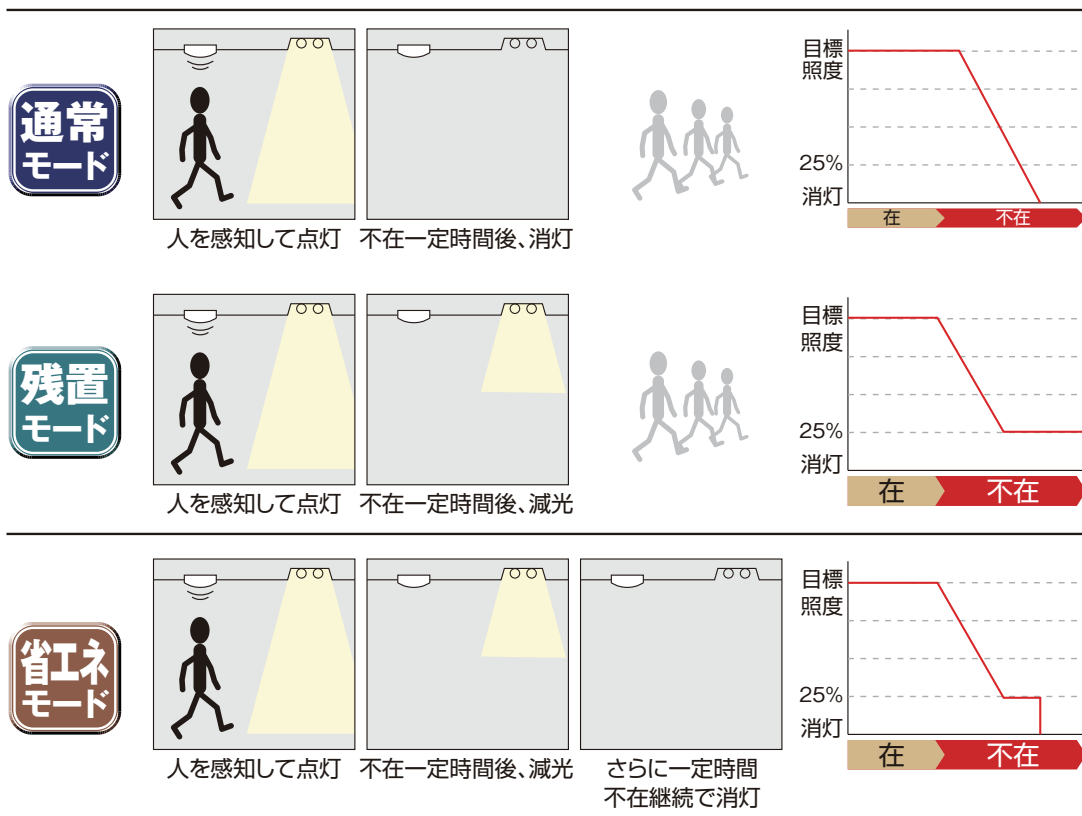 通常
モード
人を感知して点灯
不在一定時間後、消灯
目標
照度
25%
消灯
在
不在
残置
モード
人を感知して点灯
不在一定時間後、減光
目標
照度
25%
消灯
在
不在
省エネ
モード
人を感知して点灯
不在一定時間後、減光
さらに一定時間
不在継続で消灯
目標
照度
25%
消灯
在
不在